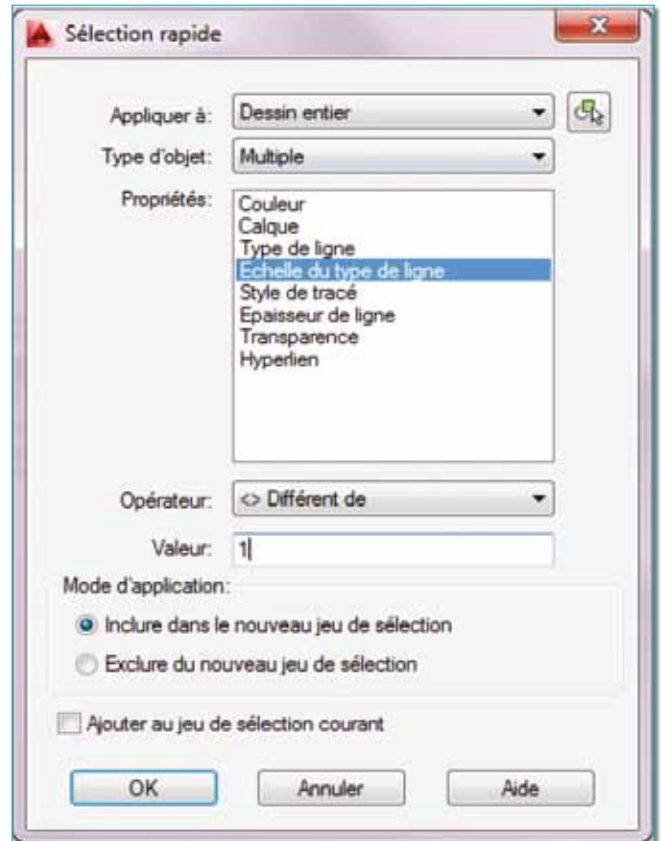 Sélection rapide
Appliquer à: Dessin entier
Type d'objet: Multiple
Propriétés: Couleur
Calque
Type de ligne
Echelle du type de ligne
Style de tracé
Epaisseur de ligne
Transparence
Hyperlien
Opérateur: <> Différent de
Valeur: 1
Mode d'application:
Inclure dans le nouveau jeu de sélection
Exclure du nouveau jeu de sélection
Ajouter au jeu de sélection courant
OK Annuler Aide